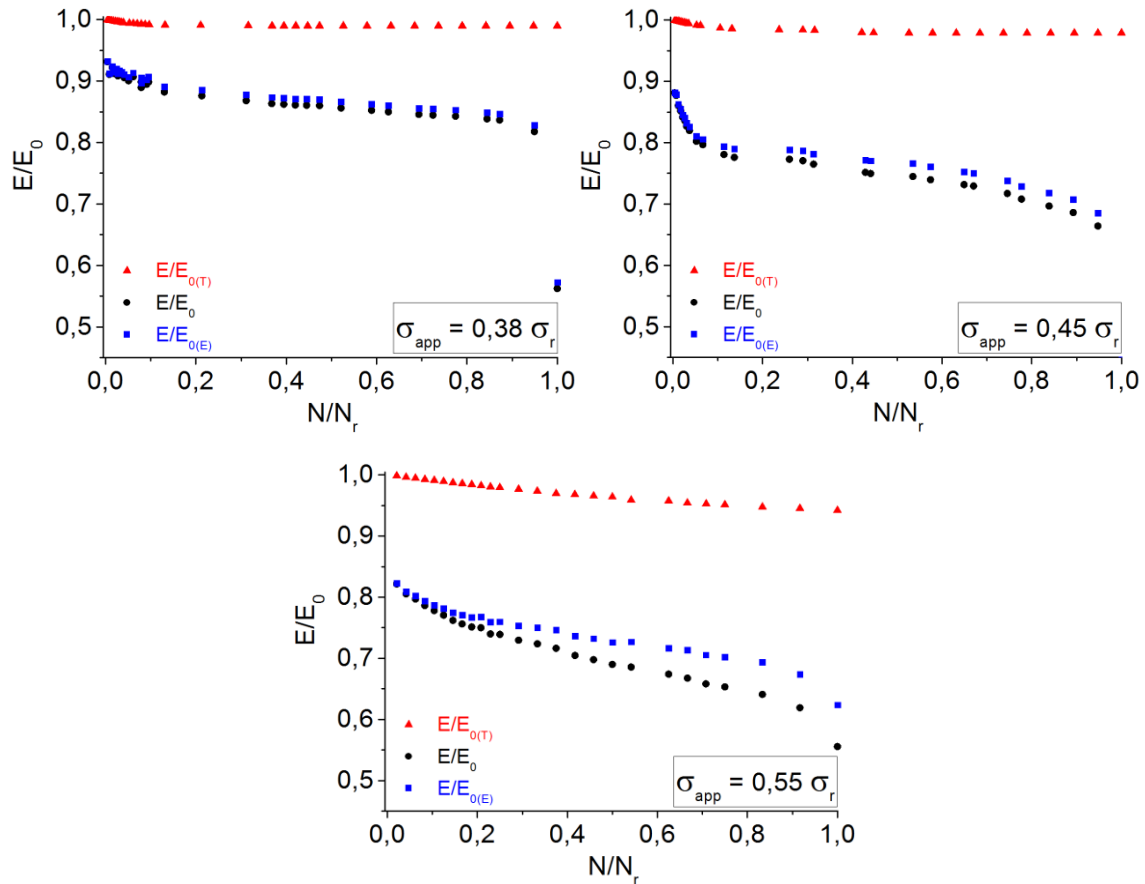 1,0
0,9
0,8
0,7
0,6
0,5
E/E₀
E/E₀₍T₎
E/E₀
E/E₀₍E₎
σapp = 0,38 σr
0,0 0,2 0,4 0,6 0,8 1,0
N/Nr
1,0
0,9
0,8
0,7
0,6
0,5
E/E₀
E/E₀₍T₎
E/E₀
E/E₀₍E₎
σapp = 0,45 σr
0,0 0,2 0,4 0,6 0,8 1,0
N/Nr
1,0
0,9
0,8
0,7
0,6
0,5
E/E₀
E/E₀₍T₎
E/E₀
E/E₀₍E₎
σapp = 0,55 σr
0,0 0,2 0,4 0,6 0,8 1,0
N/Nr